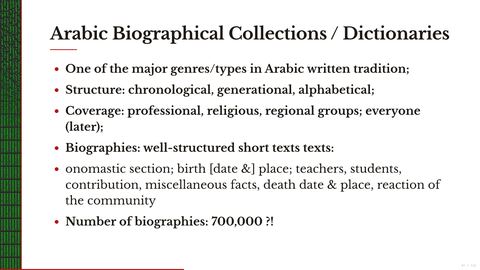 Arabic Biographical Collections / Dictionaries
• One of the major genres/types in Arabic written tradition;
• Structure: chronological, generational, alphabetical;
• Coverage: professional, religious, regional groups; everyone
(later);
• Biographies: well-structured short texts texts:
• onomastic section; birth [date &] place; teachers, students,
contribution, miscellaneous facts, death date & place, reaction of
the community
• Number of biographies: 700,000 ?!